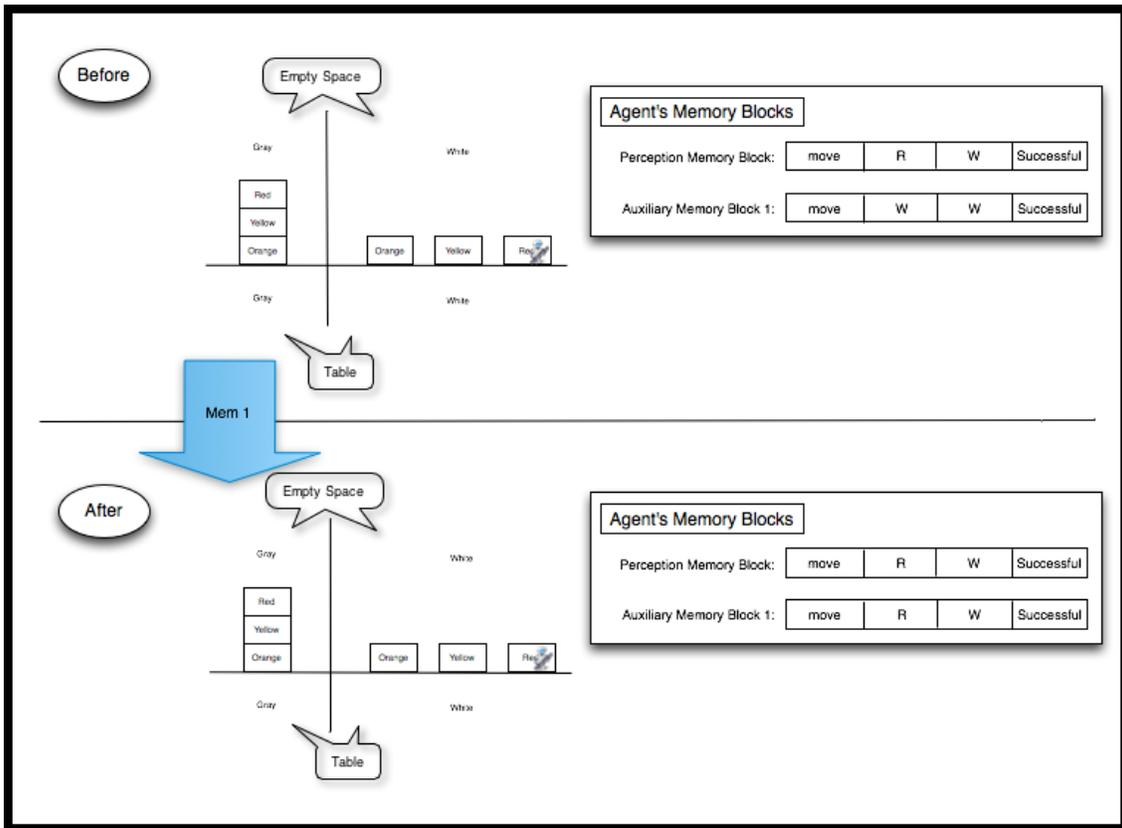 Before
Empty Space
Gray
White
Red
Yellow
Orange
Orange
Yellow
Red
Gray
White
Table
Agent's Memory Blocks
Perception Memory Block: move R W Successful
Auxiliary Memory Block 1: move W W Successful
Mem 1
After
Empty Space
Gray
White
Red
Yellow
Orange
Orange
Yellow
Red
Gray
White
Table
Agent's Memory Blocks
Perception Memory Block: move R W Successful
Auxiliary Memory Block 1: move R W Successful